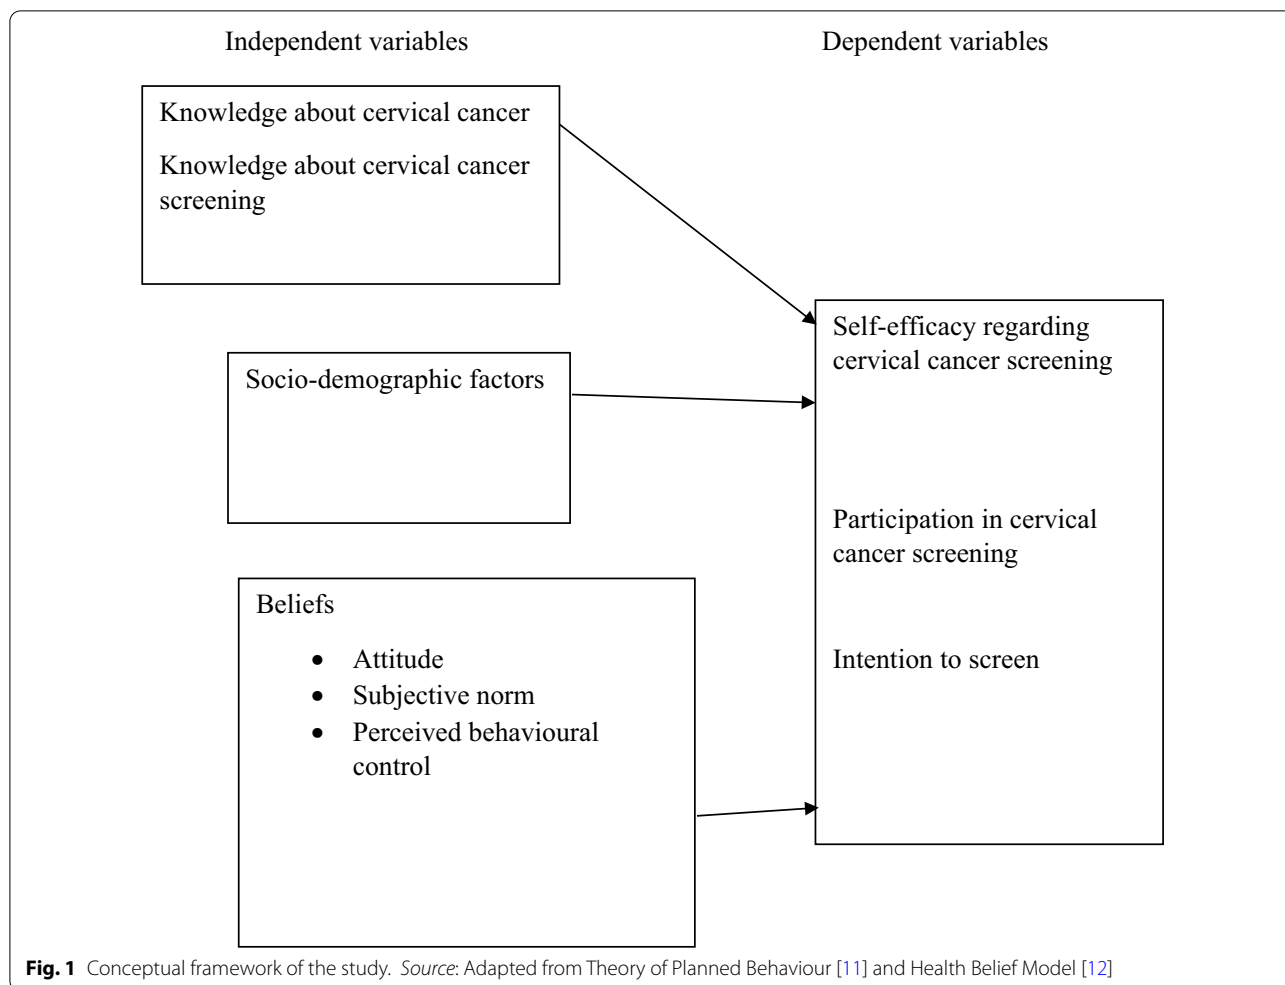 Independent variables
Dependent variables
Knowledge about cervical cancer
Knowledge about cervical cancer
screening
Socio-demographic factors
Beliefs
• Attitude
• Subjective norm
• Perceived behavioural
control
Self-efficacy regarding
cervical cancer screening
Participation in cervical
cancer screening
Intention to screen
Fig. 1 Conceptual framework of the study. Source: Adapted from Theory of Planned Behaviour [11] and Health Belief Model [12]